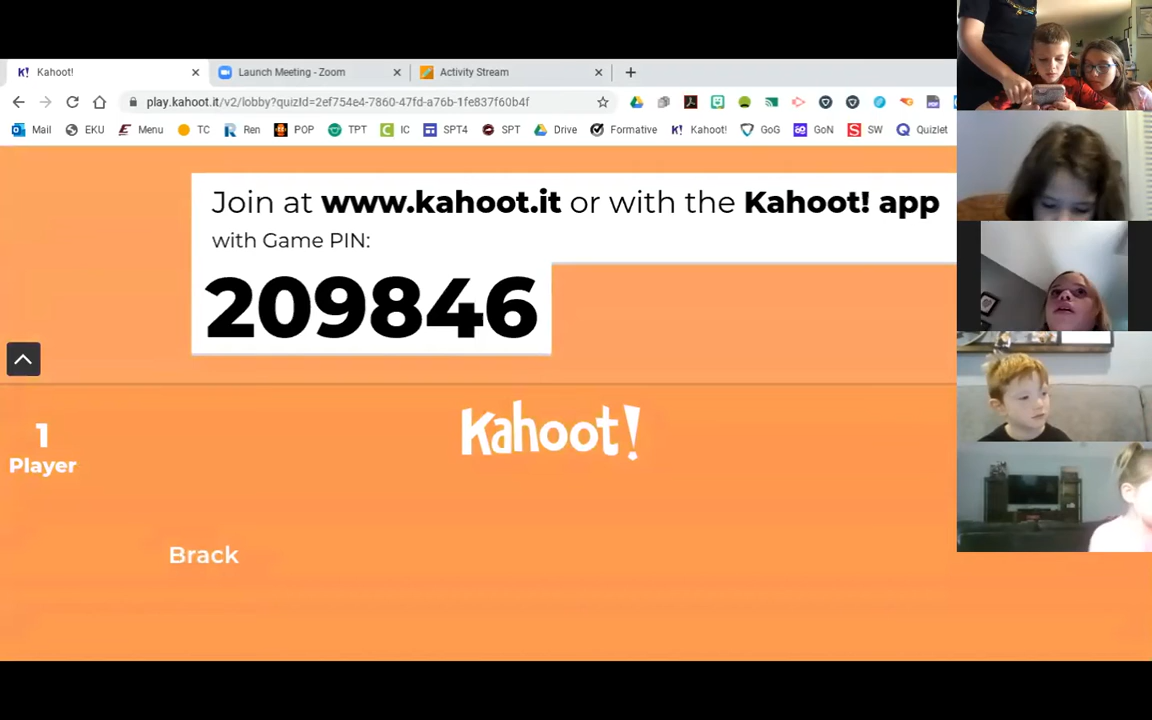 K! Kahoot!
Launch Meeting - Zoom
Activity Stream
play.kahoot.it/v2/lobby?quizId=2ef754e4-7860-47fd-a76b-1fe837f60b4f
Mail EKU Menu TC Ren POP TPT IC SPT4 SPT Drive Formative K! Kahoot! GoG GoN SW Quizlet
Join at www.kahoot.it or with the Kahoot! app
with Game PIN:
209846
Kahoot!
1
Player
Brack